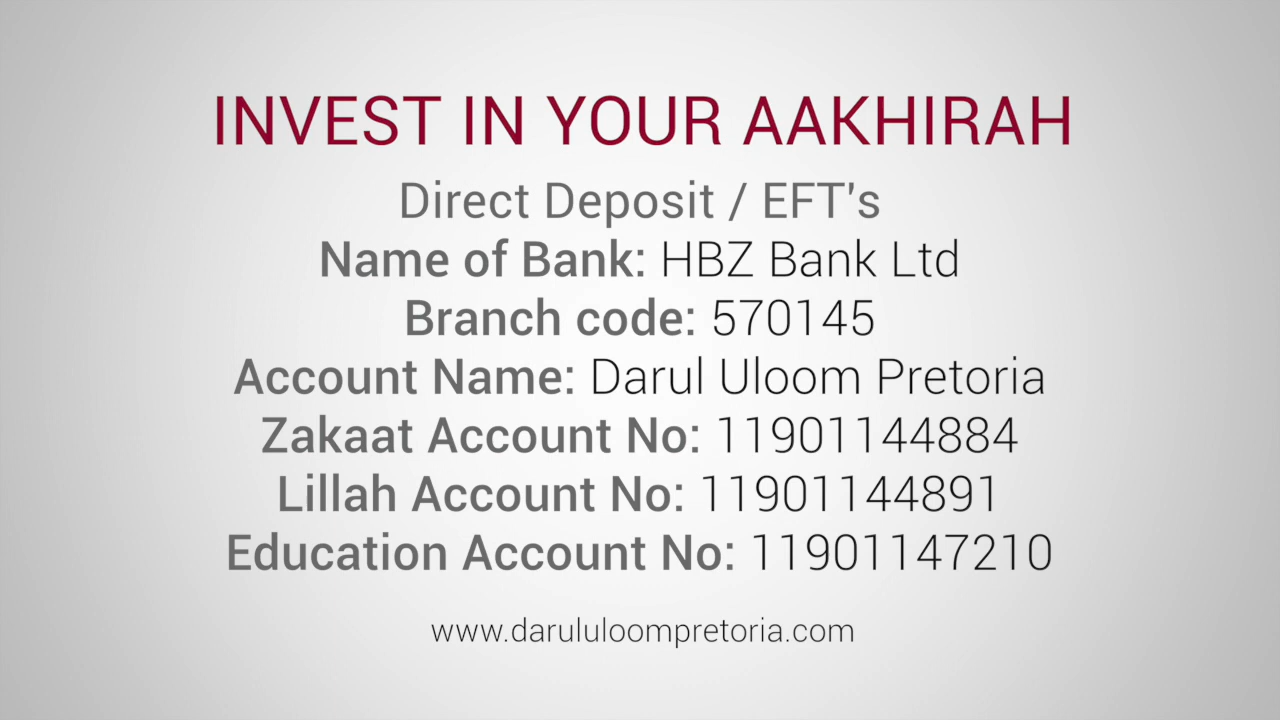 INVEST IN YOUR AAKHIRAH
Direct Deposit / EFT's
Name of Bank: HBZ Bank Ltd
Branch code: 570145
Account Name: Darul Uloom Pretoria
Zakaat Account No: 11901144884
Lillah Account No: 11901144891
Education Account No: 11901147210
www.darululoompretoria.com